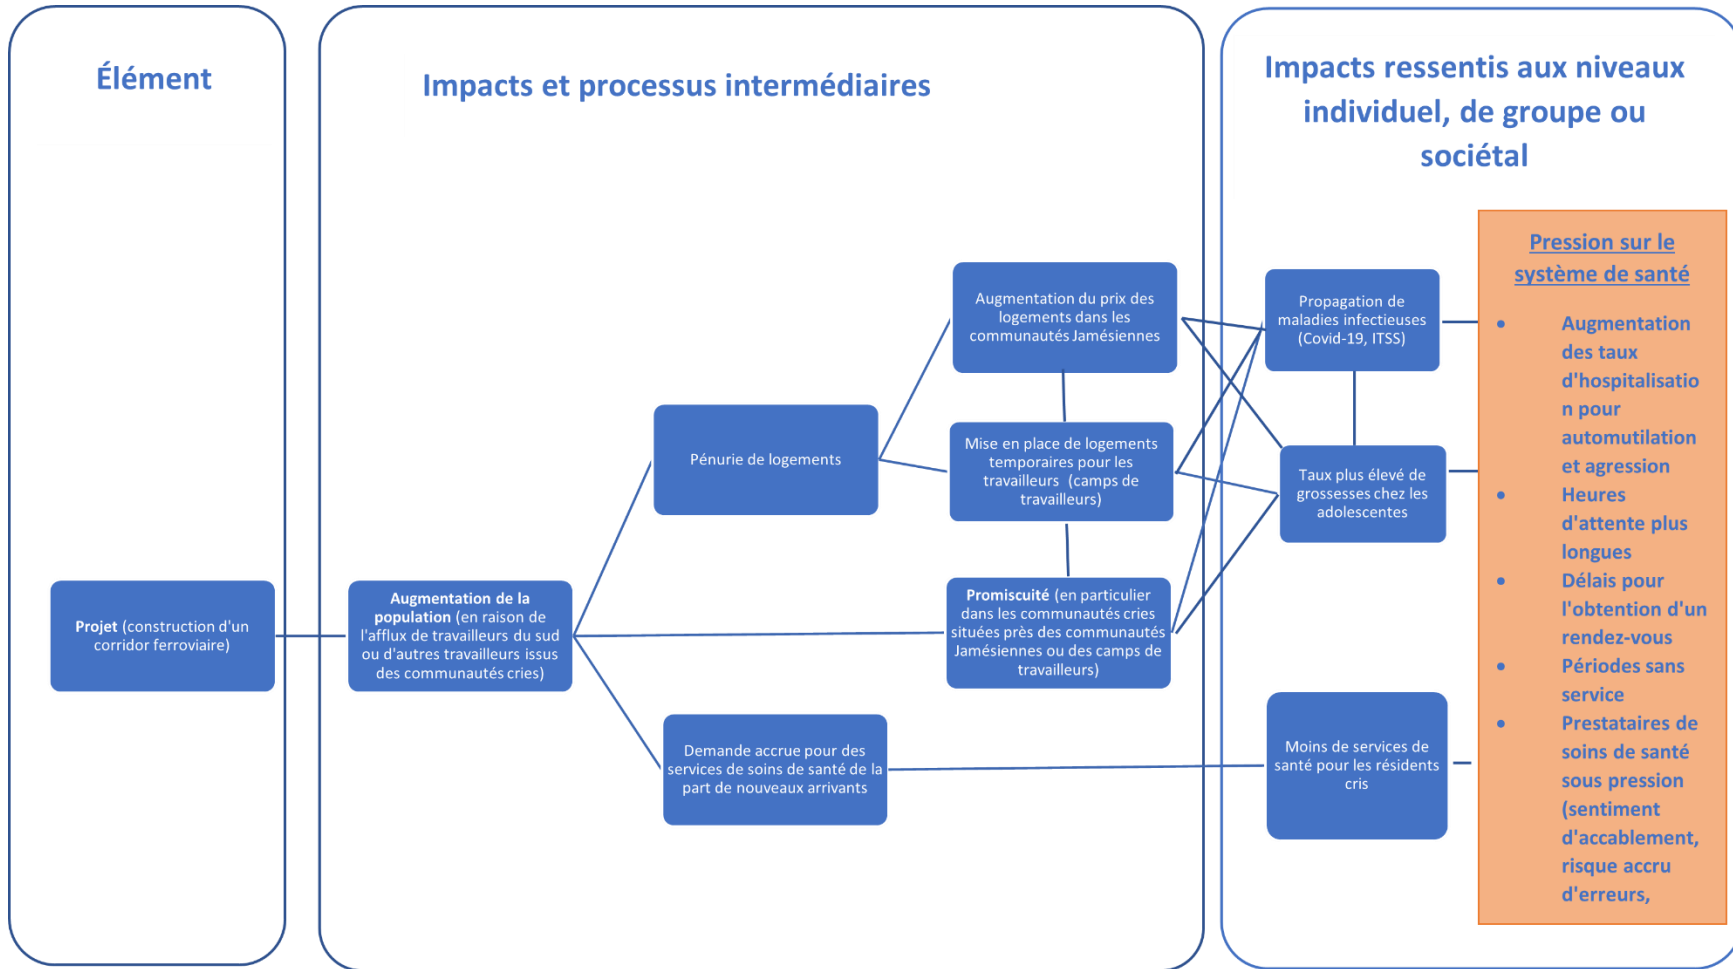 Élément
Impacts et processus intermédiaires
Impacts ressentis aux niveaux
individuel, de groupe ou
sociétal
Projet (construction d'un
corridor ferroviaire)
Augmentation de la
population (en raison de
l'afflux de travailleurs du sud
ou d'autres travailleurs issus
des communautés cries)
Pénurie de logements
Demande accrue pour des
services de soins de santé de la
part de nouveaux arrivants
Augmentation du prix des
logements dans les
communautés Jamésiennes
Mise en place de logements
temporaires pour les
travailleurs (camps de
travailleurs)
Promiscuité (en particulier
dans les communautés cries
situées près des communautés
Jamésiennes ou des camps de
travailleurs)
Propagation de
maladies infectieuses
(Covid-19, ITSS)
Taux plus élevé de
grossesses chez les
adolescentes
Moins de services de
santé pour les résidents
cris
Pression sur le
système de santé
• Augmentation
des taux
d'hospitalisatio
n pour
automutilation
et agression
• Heures
d'attente plus
longues
• Délais pour
l'obtention d'un
rendez-vous
• Périodes sans
service
• Prestataires de
soins de santé
sous pression
(sentiment
d'accablement,
risque accru
d'erreurs,